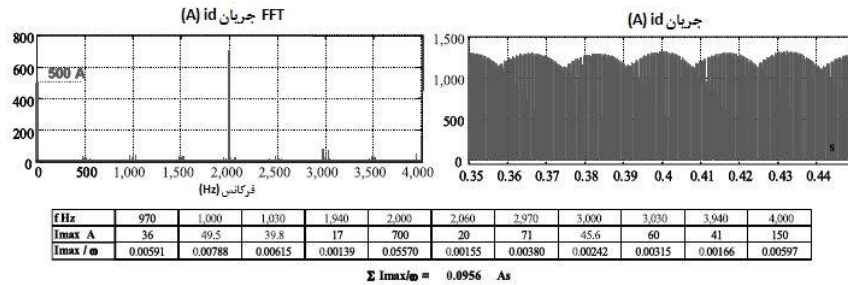 FFT جریان id (A)
800
600
500 A
400
200
0
0 500 1,000 1,500 2,000 2,500 3,000 3,500 4,000
فرکانس (Hz)
جریان id (A)
1,500
1,000
500
0
s
0.35 0.36 0.37 0.38 0.39 0.40 0.41 0.42 0.43 0.44
f Hz 970 1,000 1,030 1,940 2,000 2,060 2,970 3,000 3,030 3,940 4,000
Imax A 36 49.5 39.8 17 700 20 71 45.6 60 41 150
Imax / ω 0.00591 0.00788 0.00615 0.00139 0.05570 0.00155 0.00380 0.00242 0.00315 0.00166 0.00597
Σ Imax/ω = 0.0956 As